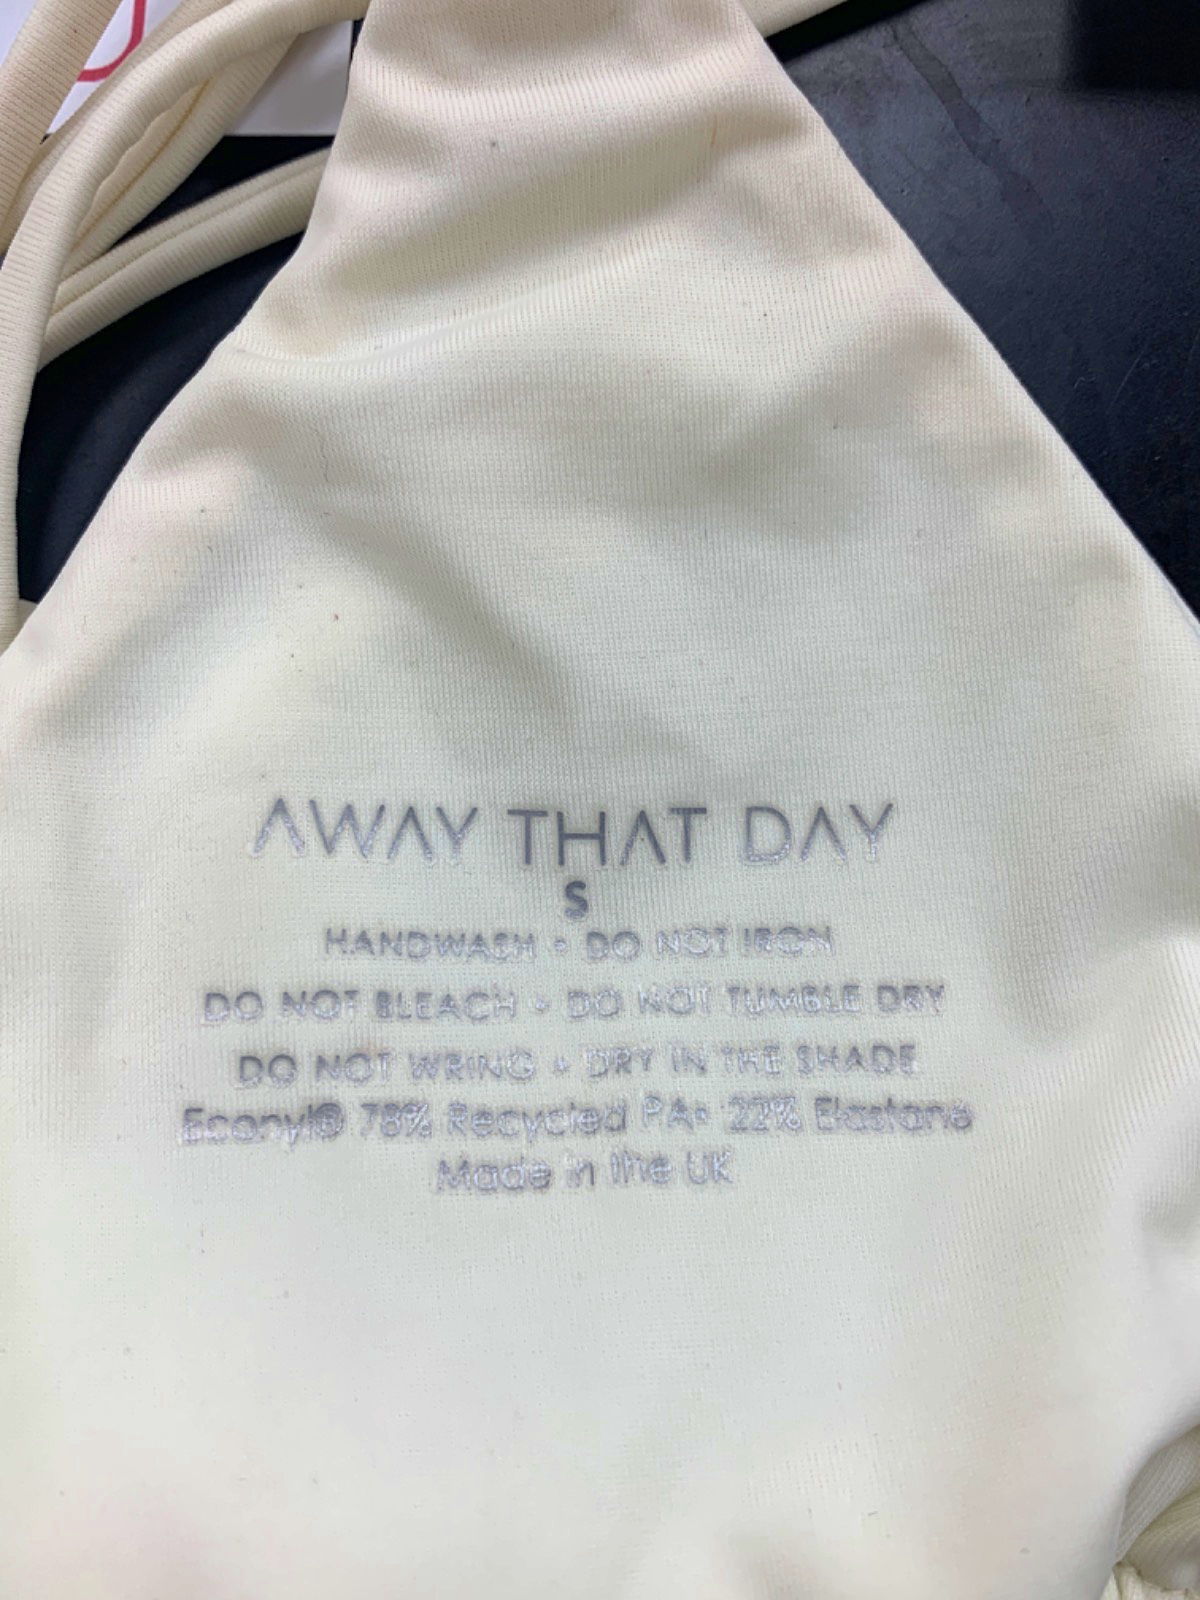 AWAY THAT DAY
S
HANDWASH • DO NOT IRON
DO NOT BLEACH • DO NOT TUMBLE DRY
DO NOT WRING • DRY IN THE SHADE
Econyl® 78% Recycled PA• 22% Elastane
Made in the UK